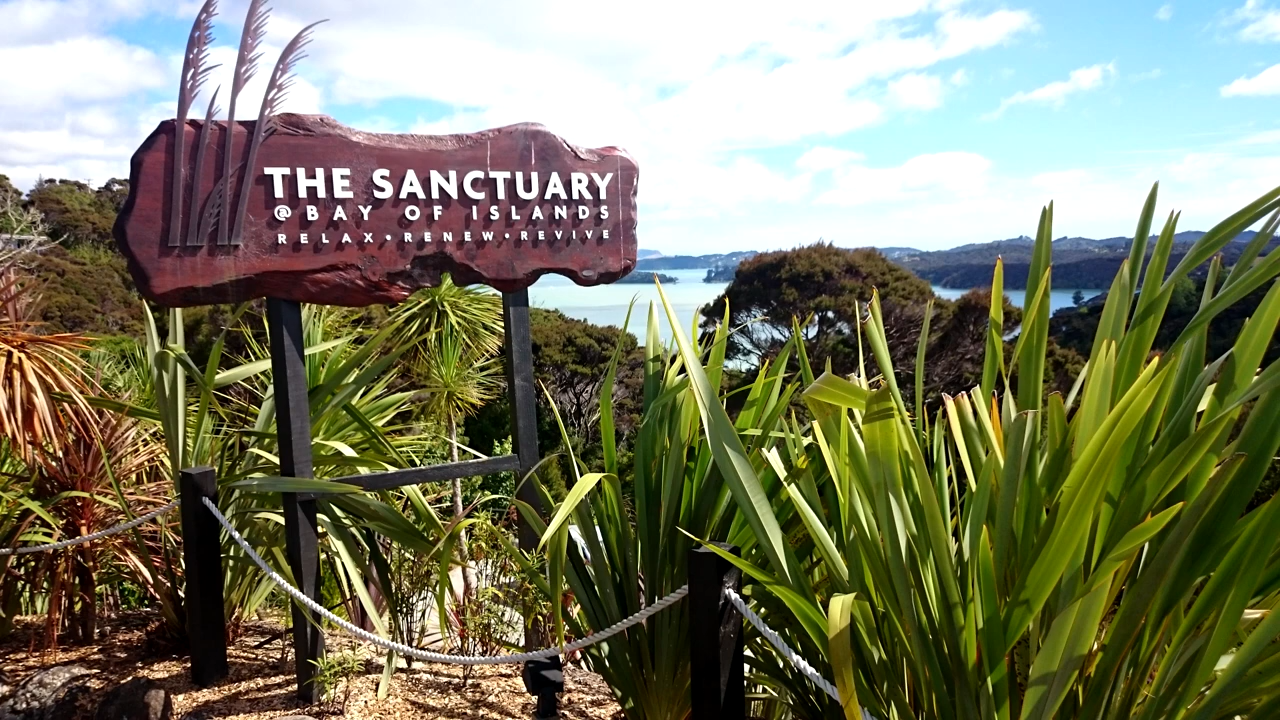 THE SANCTUARY
@ BAY OF ISLANDS
RELAX • RENEW • REVIVE